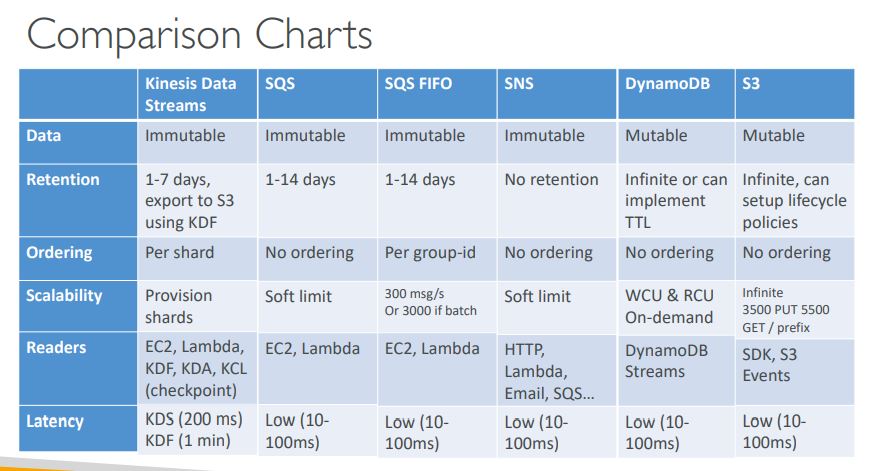 Comparison Charts
Kinesis Data Streams SQS SQS FIFO SNS DynamoDB S3
Data Immutable Immutable Immutable Immutable Mutable Mutable
Retention 1-7 days, export to S3 using KDF 1-14 days 1-14 days No retention Infinite or can implement TTL Infinite, can setup lifecycle policies
Ordering Per shard No ordering Per group-id No ordering No ordering No ordering
Scalability Provision shards Soft limit 300 msg/s Or 3000 if batch Soft limit WCU & RCU On-demand Infinite 3500 PUT 5500 GET / prefix
Readers EC2, Lambda, KDF, KDA, KCL (checkpoint) EC2, Lambda EC2, Lambda HTTP, Lambda, Email, SQS... DynamoDB Streams SDK, S3 Events
Latency KDS (200 ms) KDF (1 min) Low (10-100ms) Low (10-100ms) Low (10-100ms) Low (10-100ms) Low (10-100ms)